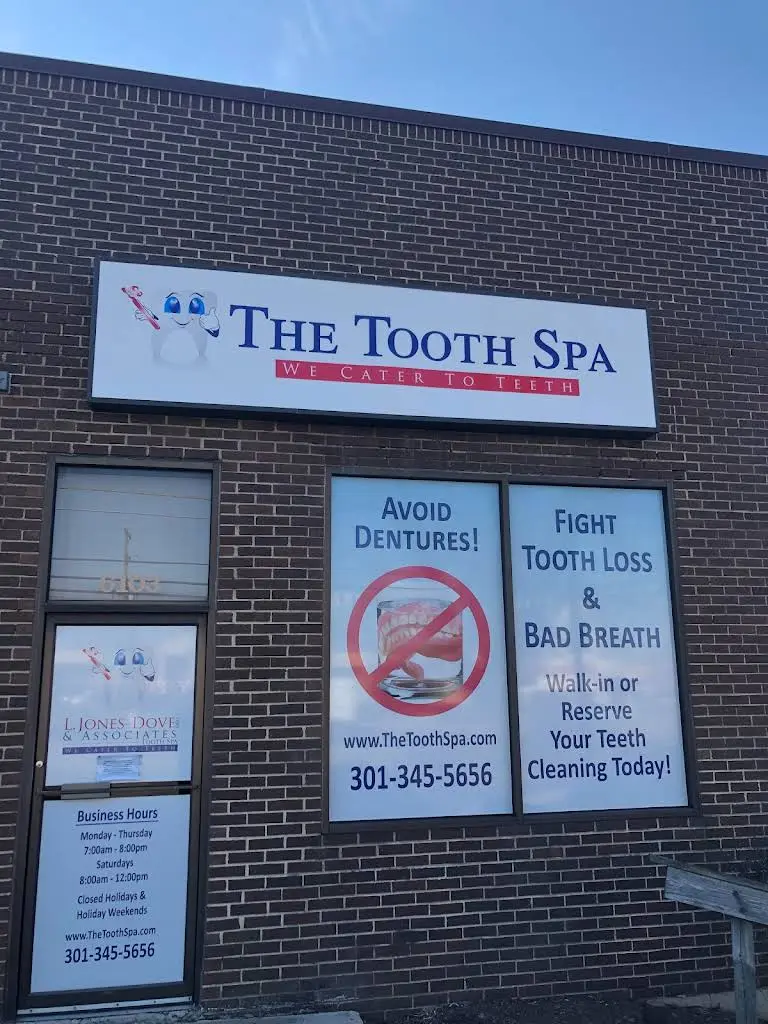 THE TOOTH SPA
WE CATER TO TEETH
AVOID
DENTURES!
www.TheToothSpa.com
301-345-5656
FIGHT
TOOTH LOSS
&
BAD BREATH
Walk-in or
Reserve
Your Teeth
Cleaning Today!
6193
L. JONES-DOVE
& ASSOCIATES
TOOTH SPA
WE CATER TO TEETH
Business Hours
Monday - Thursday
7:00am - 8:00pm
Saturdays
8:00am - 12:00pm
Closed Holidays &
Holiday Weekends
www.TheToothSpa.com
301-345-5656